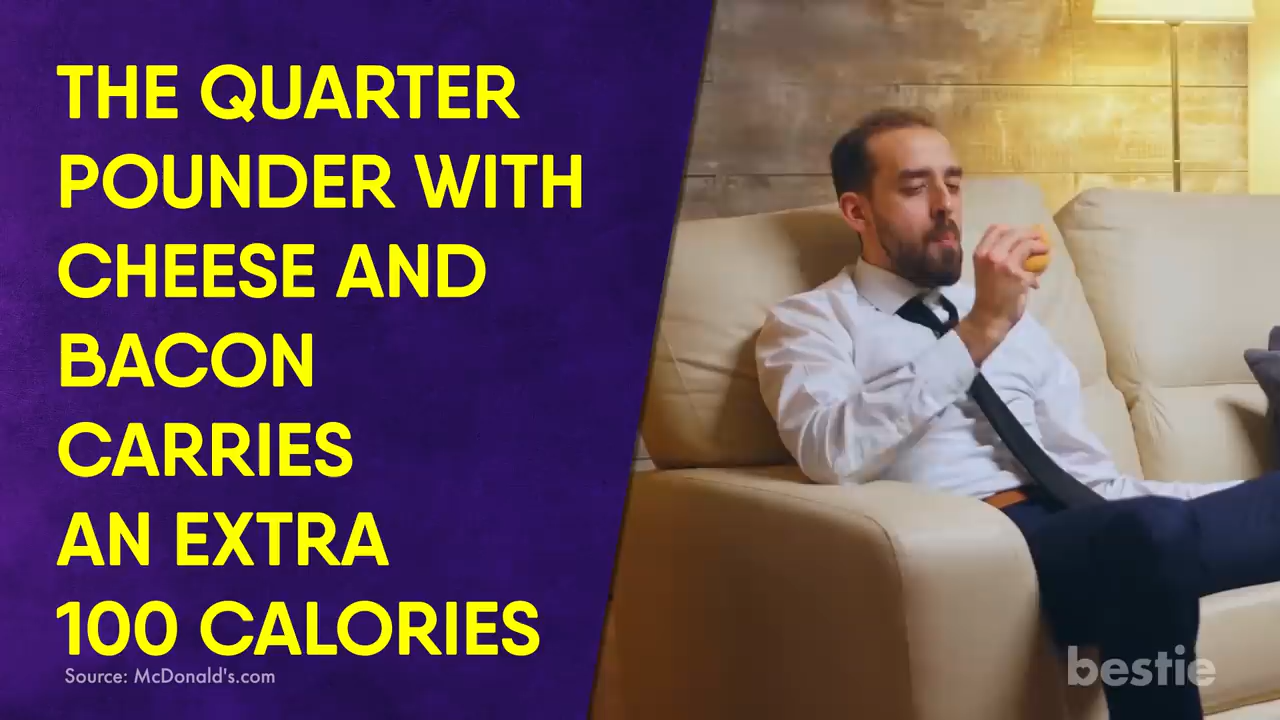 THE QUARTER
POUNDER WITH
CHEESE AND
BACON
CARRIES
AN EXTRA
100 CALORIES
Source: McDonald's.com
bestie